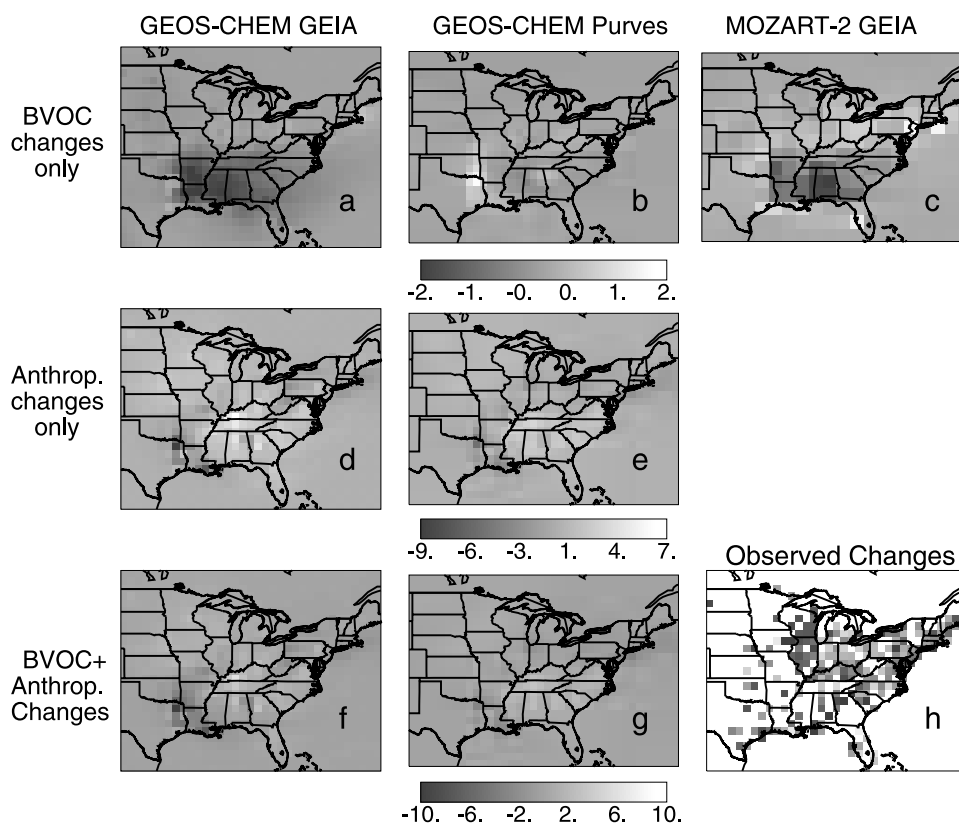 GEOS-CHEM GEIA
GEOS-CHEM Purves
MOZART-2 GEIA
BVOC
changes
only
a
b
c
-2. -1. -0. 0. 1. 2.
Anthrop.
changes
only
d
e
-9. -6. -3. 1. 4. 7.
Observed Changes
BVOC+
Anthrop.
Changes
f
g
h
-10. -6. -2. 2. 6. 10.